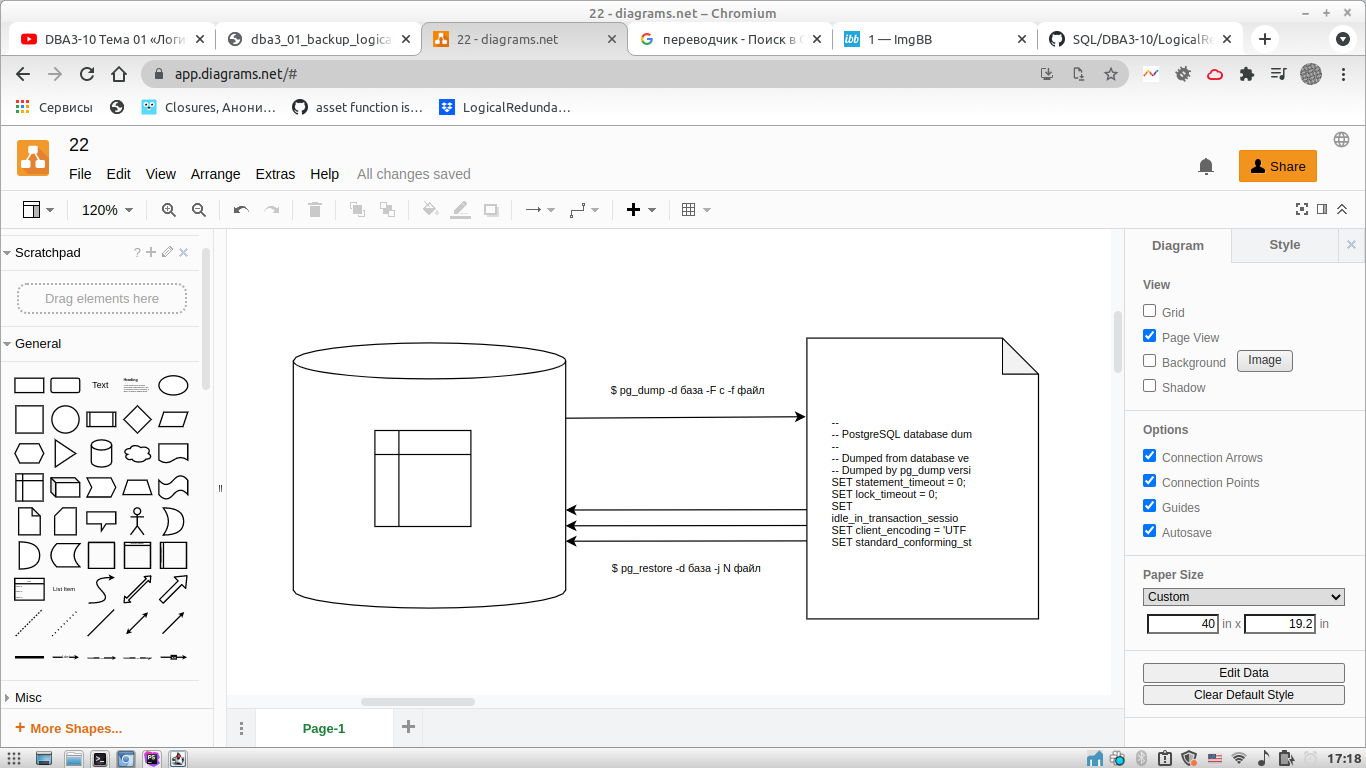 22 - diagrams.net – Chromium
DBA3-10 Тема 01 «Логи
dba3_01_backup_logica
22 - diagrams.net
переводчик - Поиск в G
1 — ImgBB
SQL/DBA3-10/LogicalRe
app.diagrams.net/#
Сервисы
Closures, Анони…
asset function is…
LogicalRedunda…
22
File Edit View Arrange Extras Help All changes saved
Share
120%
Scratchpad
?
Drag elements here
General
Text
Heading
List Item
Misc
+ More Shapes...
$ pg_dump -d база -F c -f файл
$ pg_restore -d база -j N файл
--
-- PostgreSQL database dum
--
-- Dumped from database ve
-- Dumped by pg_dump versi
SET statement_timeout = 0;
SET lock_timeout = 0;
SET
idle_in_transaction_sessio
SET client_encoding = 'UTF
SET standard_conforming_st
Page-1
Diagram
Style
View
Grid
Page View
Background
Image
Shadow
Options
Connection Arrows
Connection Points
Guides
Autosave
Paper Size
Custom
40 in x 19.2 in
Edit Data
Clear Default Style
17:18